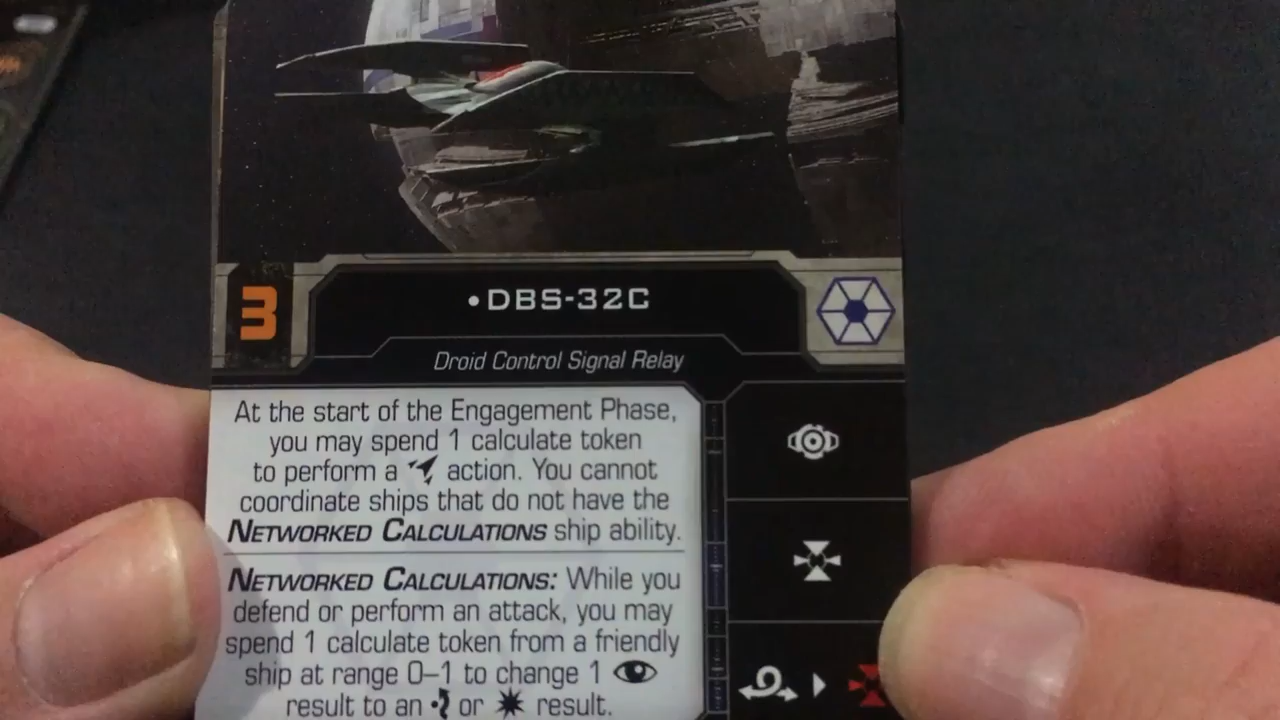 •DBS-32C
3
Droid Control Signal Relay
At the start of the Engagement Phase,
you may spend 1 calculate token
to perform a action. You cannot
coordinate ships that do not have the
NETWORKED CALCULATIONS ship ability.
NETWORKED CALCULATIONS: While you
defend or perform an attack, you may
spend 1 calculate token from a friendly
ship at range 0–1 to change 1
result to an or result.